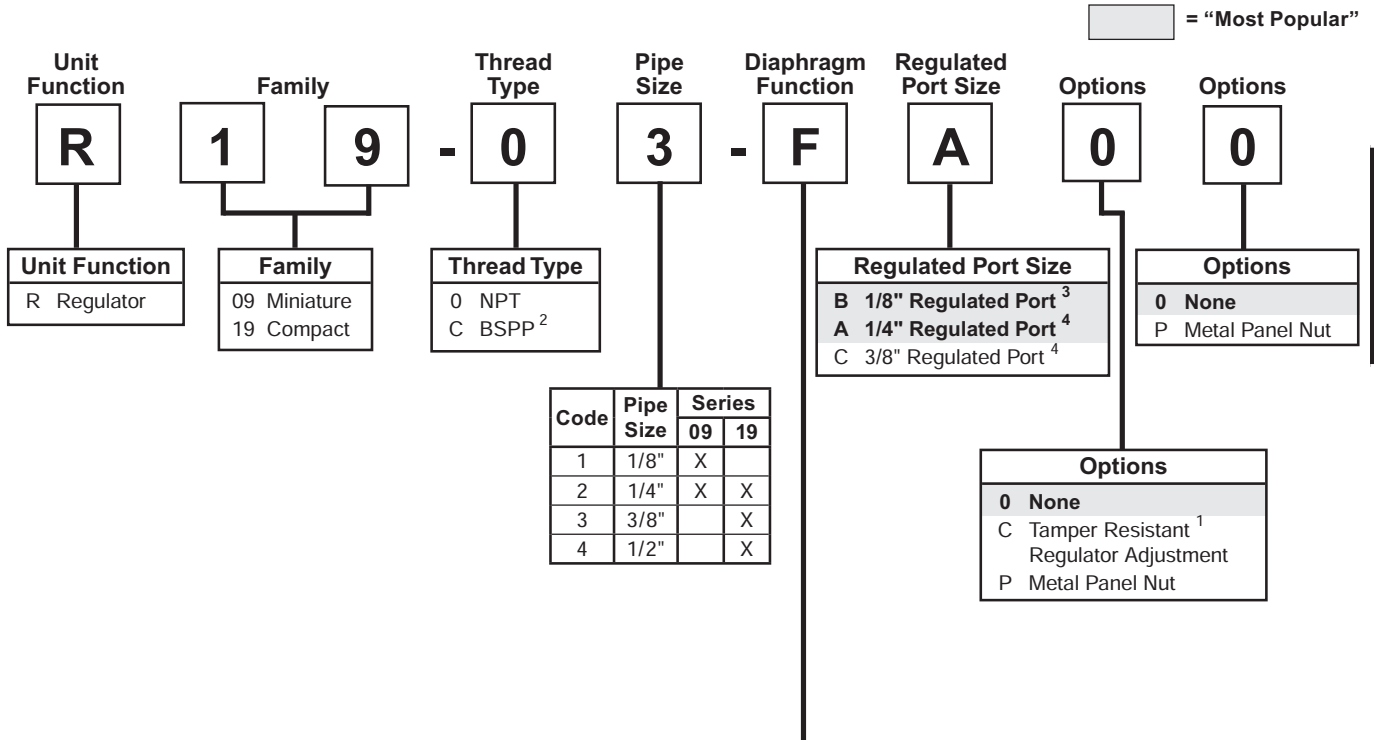 = “Most Popular”
Unit Function
Family
Thread Type
Pipe Size
Diaphragm Function
Regulated Port Size
Options
Options
R 1 9 - 0 3 - F A 0 0
Unit Function
R Regulator
Family
09 Miniature
19 Compact
Thread Type
0 NPT
C BSPP 2
Regulated Port Size
B 1/8" Regulated Port 3
A 1/4" Regulated Port 4
C 3/8" Regulated Port 4
Options
0 None
P Metal Panel Nut
Code Pipe Size Series
09 19
1 1/8" X
2 1/4" X X
3 3/8" X
4 1/2" X
Options
0 None
C Tamper Resistant 1
Regulator Adjustment
P Metal Panel Nut